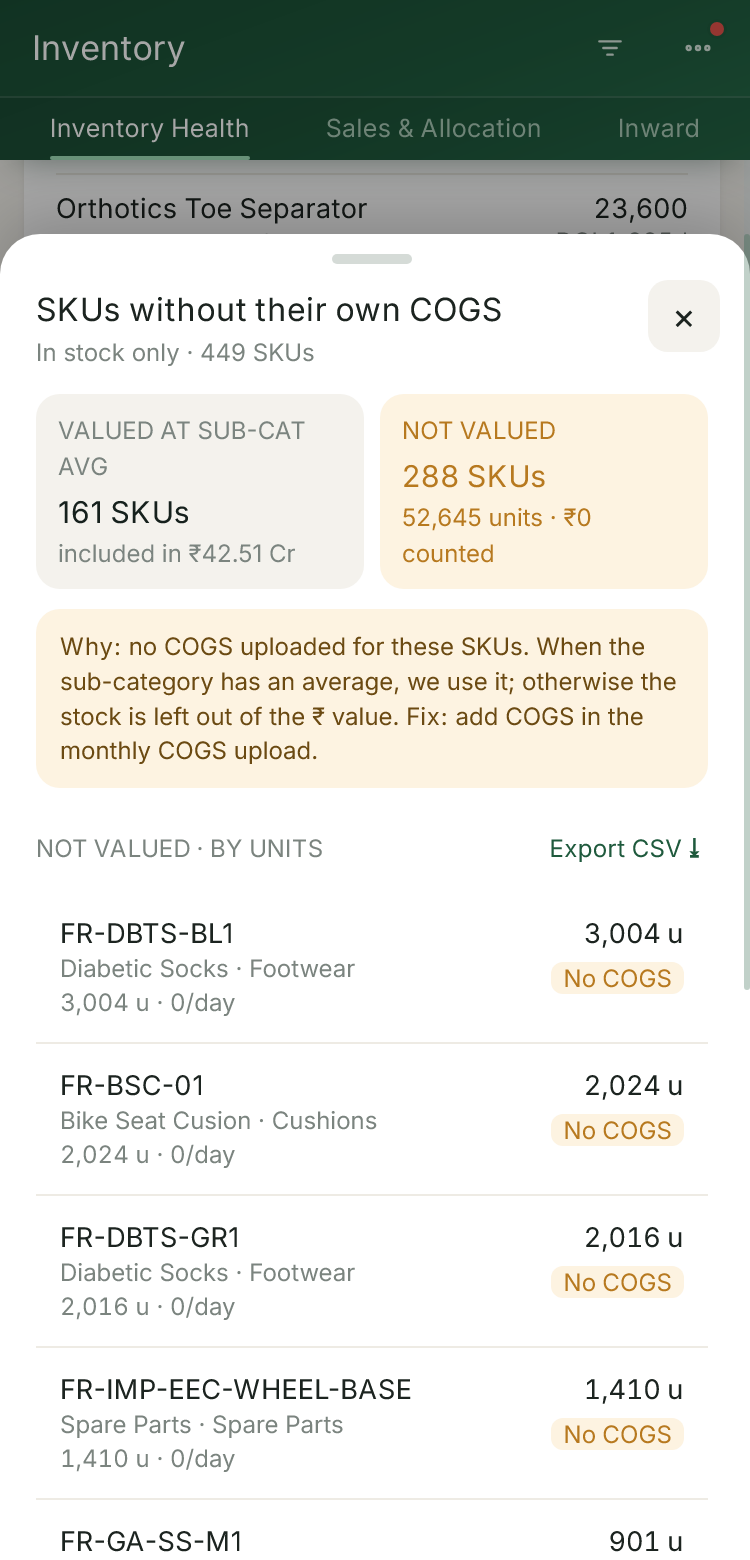 Inventory
Inventory Health
Sales & Allocation
Inward
Orthotics Toe Separator
23,600
SKUs without their own COGS
In stock only · 449 SKUs
VALUED AT SUB-CAT
AVG
161 SKUs
included in ₹42.51 Cr
NOT VALUED
288 SKUs
52,645 units · ₹0
counted
Why: no COGS uploaded for these SKUs. When the
sub-category has an average, we use it; otherwise the
stock is left out of the ₹ value. Fix: add COGS in the
monthly COGS upload.
NOT VALUED · BY UNITS
Export CSV ⤓
FR-DBTS-BL1
3,004 u
Diabetic Socks · Footwear
No COGS
3,004 u · 0/day
FR-BSC-01
2,024 u
Bike Seat Cusion · Cushions
No COGS
2,024 u · 0/day
FR-DBTS-GR1
2,016 u
Diabetic Socks · Footwear
No COGS
2,016 u · 0/day
FR-IMP-EEC-WHEEL-BASE
1,410 u
Spare Parts · Spare Parts
No COGS
1,410 u · 0/day
FR-GA-SS-M1
901 u